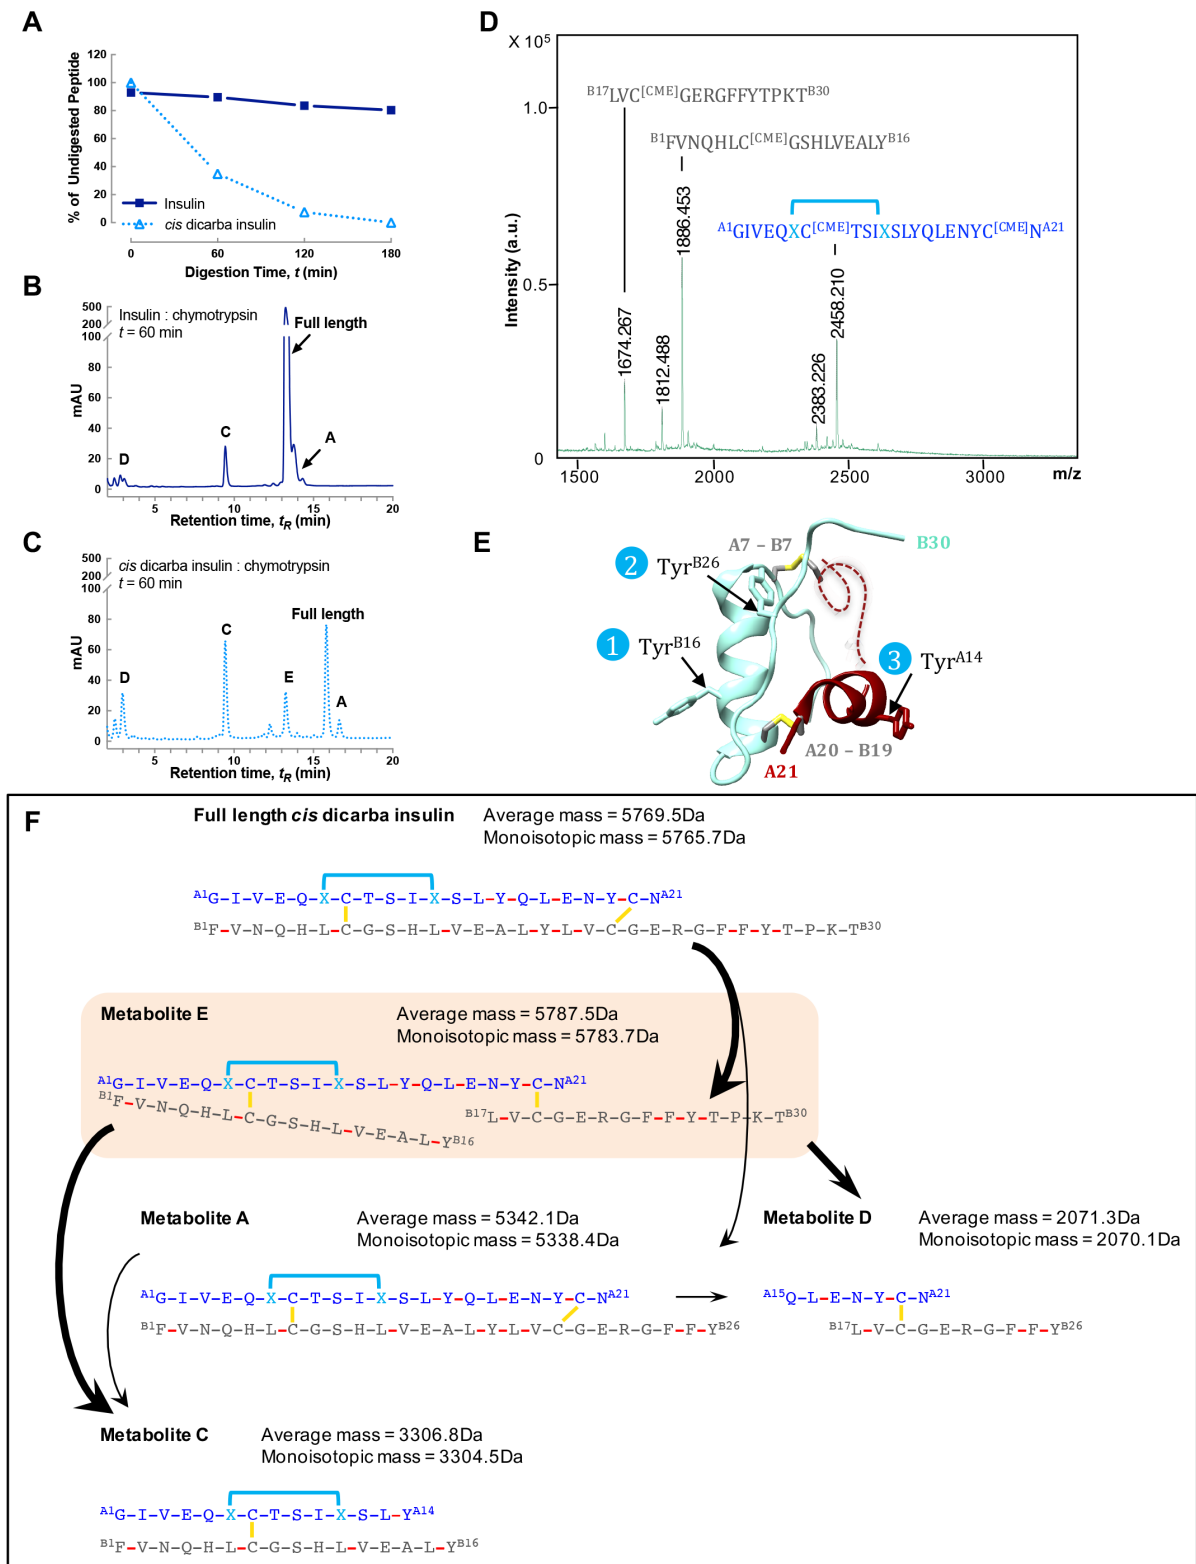 A
% of Undigested Peptide
120
100
80
60
40
20
0
Insulin
cis dicarba insulin
0 60 120 180
Digestion Time, t (min)
B
Insulin : chymotrypsin
t = 60 min
mAU
500
200
100
80
60
40
20
0
Full length
A
C
D
5 10 15 20
Retention time, tR (min)
C
cis dicarba insulin : chymotrypsin
t = 60 min
mAU
500
200
100
80
60
40
20
0
Full length
C
D
E
A
5 10 15 20
Retention time, tR (min)
D
X 10⁵
Intensity (a.u.)
1.0
0.5
0
B17LVC[CME]GERGFFYTPKTB30
B1FVNQHLC[CME]GSHLVEALYB16
A1GIVEQXC[CME]TSIXSLYQLENYC[CME]NA21
1674.267
1812.488
1886.453
2383.226
2458.210
1500 2000 2500 3000 m/z
E
A7 – B7
B30
2 TyrB26
1 TyrB16
3 TyrA14
A20 – B19
A21
F
Full length cis dicarba insulin
Average mass = 5769.5Da
Monoisotopic mass = 5765.7Da
A1G–I–V–E–Q–X–C–T–S–I–X–S–L–Y–Q–L–E–N–Y–C–NA21
B1F–V–N–Q–H–L–C–G–S–H–L–V–E–A–L–Y–L–V–C–G–E–R–G–F–F–Y–T–P–K–TB30
Metabolite E
Average mass = 5787.5Da
Monoisotopic mass = 5783.7Da
A1G–I–V–E–Q–X–C–T–S–I–X–S–L–Y–Q–L–E–N–Y–C–NA21
B1F–V–N–Q–H–L–C–G–S–H–L–V–E–A–L–YB16
B17L–V–C–G–E–R–G–F–F–Y–T–P–K–TB30
Metabolite A
Average mass = 5342.1Da
Monoisotopic mass = 5338.4Da
A1G–I–V–E–Q–X–C–T–S–I–X–S–L–Y–Q–L–E–N–Y–C–NA21
B1F–V–N–Q–H–L–C–G–S–H–L–V–E–A–L–Y–L–V–C–G–E–R–G–F–F–YB26
Metabolite D
Average mass = 2071.3Da
Monoisotopic mass = 2070.1Da
A15Q–L–E–N–Y–C–NA21
B17L–V–C–G–E–R–G–F–F–YB26
Metabolite C
Average mass = 3306.8Da
Monoisotopic mass = 3304.5Da
A1G–I–V–E–Q–X–C–T–S–I–X–S–L–YA14
B1F–V–N–Q–H–L–C–G–S–H–L–V–E–A–L–YB16